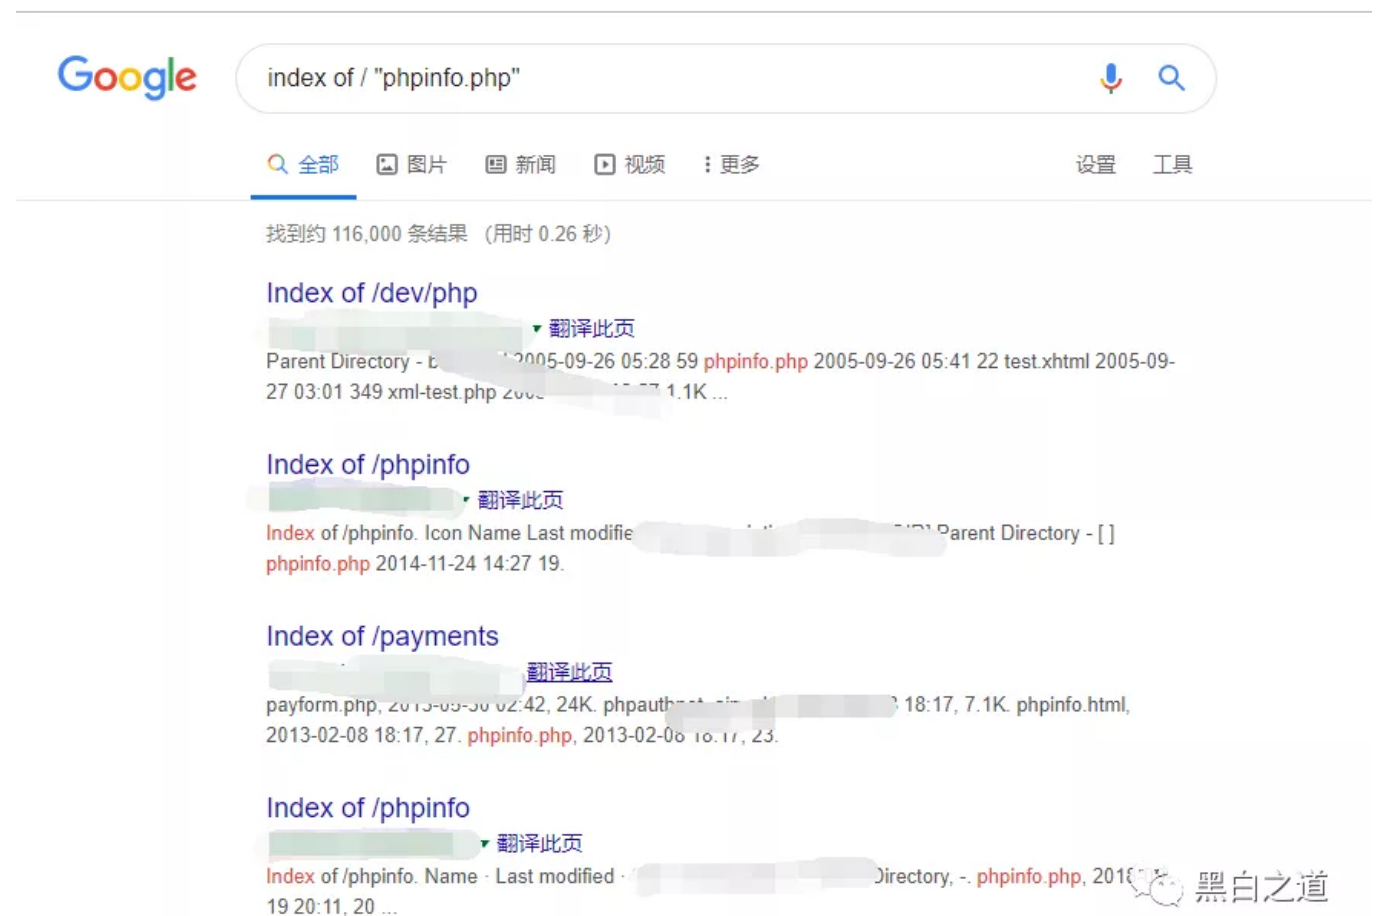 Google
index of / "phpinfo.php"
全部 图片 新闻 视频 更多 设置 工具
找到约 116,000 条结果 (用时 0.26 秒)
Index of /dev/php
翻译此页
Parent Directory - 2005-09-26 05:28 59 phpinfo.php 2005-09-26 05:41 22 test.xhtml 2005-09-
27 03:01 349 xml-test.php 1.1K ...
Index of /phpinfo
翻译此页
Index of /phpinfo. Icon Name Last Parent Directory - [ ]
phpinfo.php 2014-11-24 14:27 19.
Index of /payments
翻译此页
payform.php, 02:42, 24K. 18:17, 7.1K. phpinfo.html,
2013-02-08 18:17, 27. phpinfo.php, 2013-02-08 18:17, 23.
Index of /phpinfo
翻译此页
Index of /phpinfo. Name · Last modified · Directory, -. phpinfo.php,
19 20:11, 20 ...
黑白之道